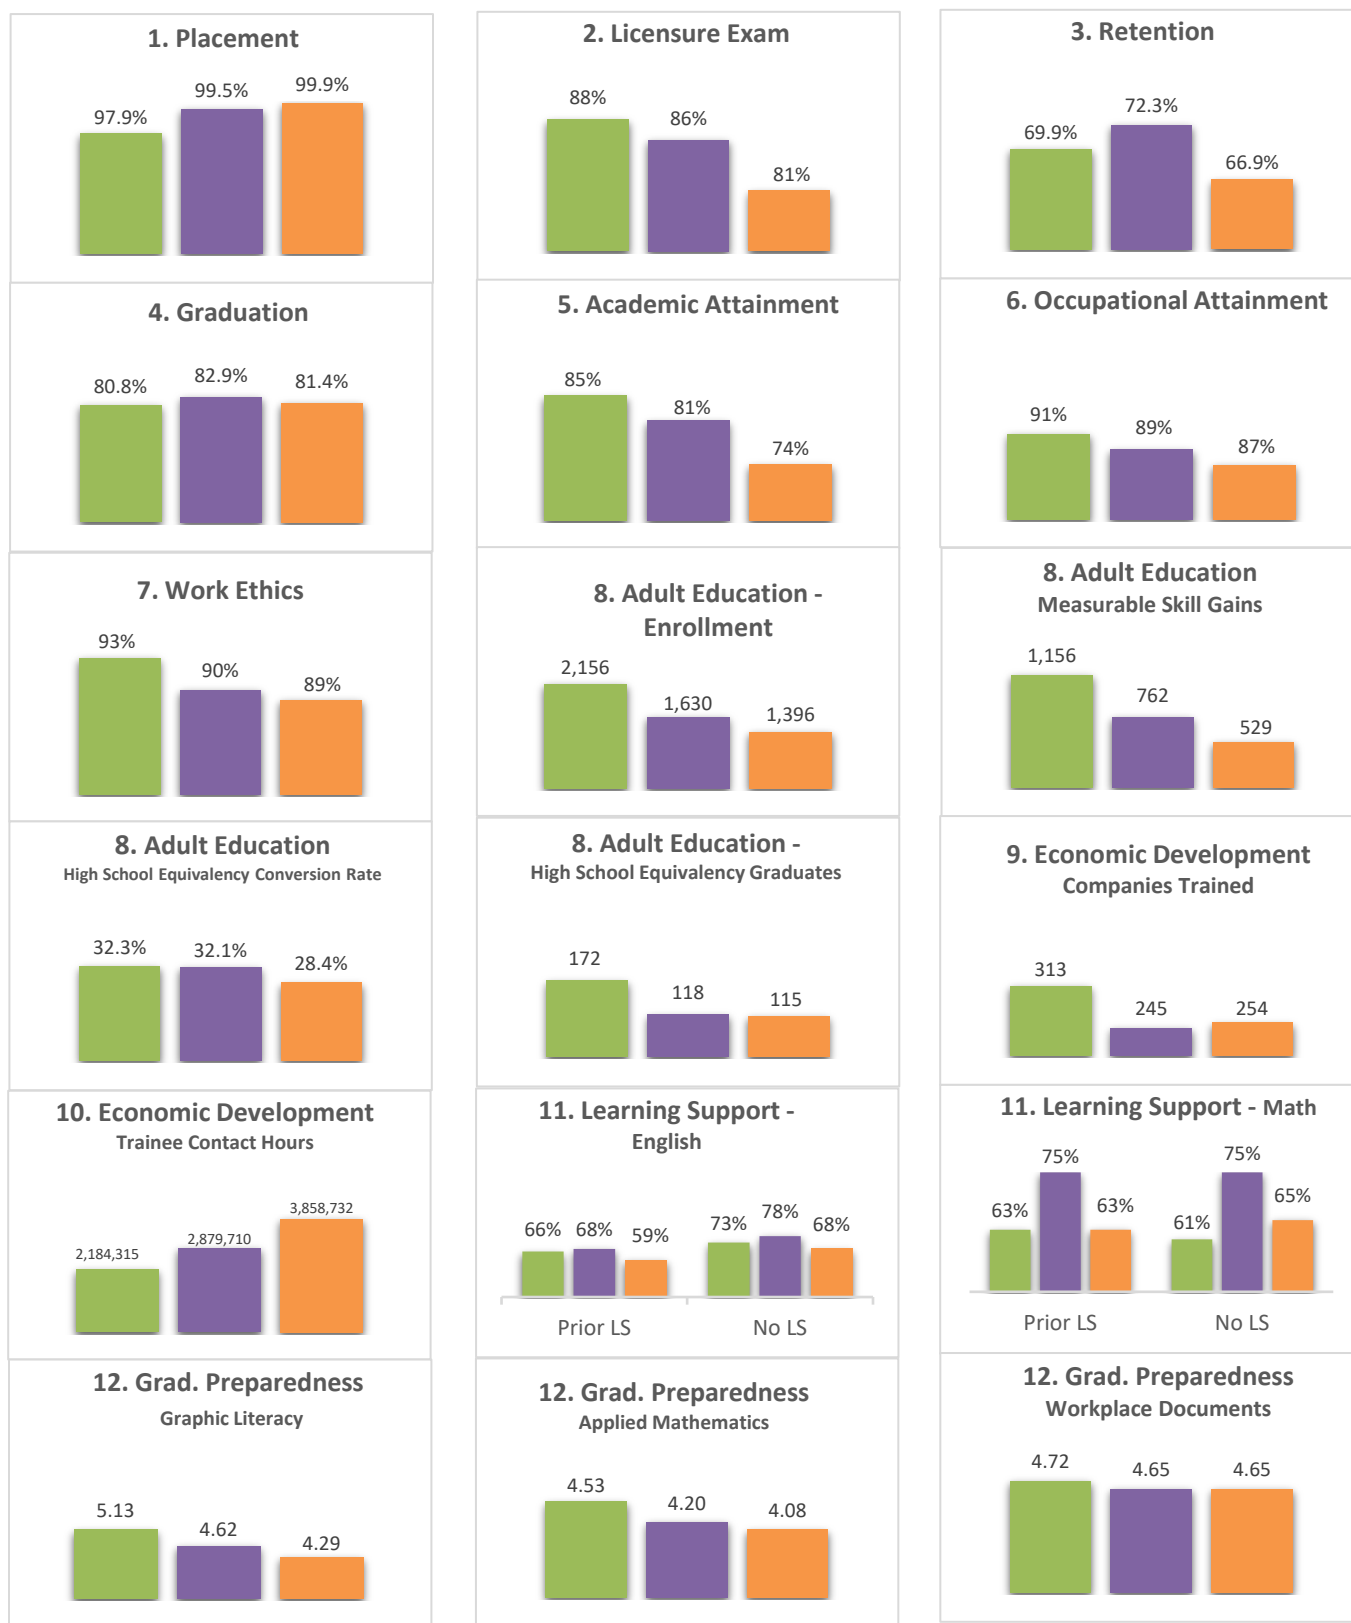 1. Placement
97.9%
99.5%
99.9%
2. Licensure Exam
88%
86%
81%
3. Retention
69.9%
72.3%
66.9%
4. Graduation
80.8%
82.9%
81.4%
5. Academic Attainment
85%
81%
74%
6. Occupational Attainment
91%
89%
87%
7. Work Ethics
93%
90%
89%
8. Adult Education -
Enrollment
2,156
1,630
1,396
8. Adult Education
Measurable Skill Gains
1,156
762
529
8. Adult Education
High School Equivalency Conversion Rate
32.3%
32.1%
28.4%
8. Adult Education -
High School Equivalency Graduates
172
118
115
9. Economic Development
Companies Trained
313
245
254
10. Economic Development
Trainee Contact Hours
2,184,315
2,879,710
3,858,732
11. Learning Support -
English
66%
68%
59%
73%
78%
68%
Prior LS
No LS
11. Learning Support - Math
63%
75%
63%
61%
75%
65%
Prior LS
No LS
12. Grad. Preparedness
Graphic Literacy
5.13
4.62
4.29
12. Grad. Preparedness
Applied Mathematics
4.53
4.20
4.08
12. Grad. Preparedness
Workplace Documents
4.72
4.65
4.65